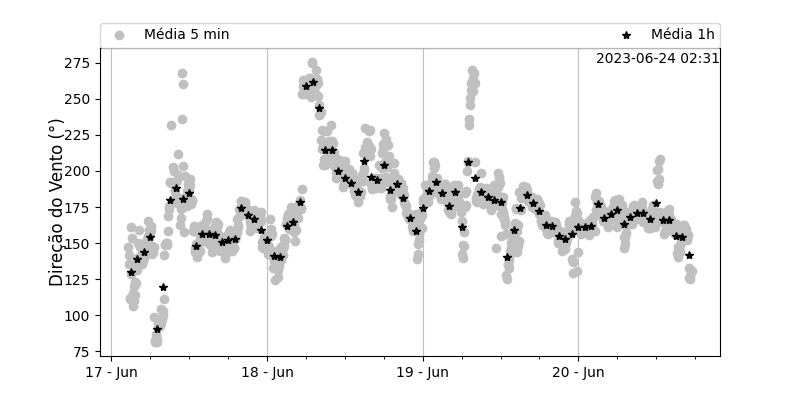 Média 5 min
Média 1h
2023-06-24 02:31
Direção do Vento (°)
275
250
225
200
175
150
125
100
75
17 - Jun
18 - Jun
19 - Jun
20 - Jun